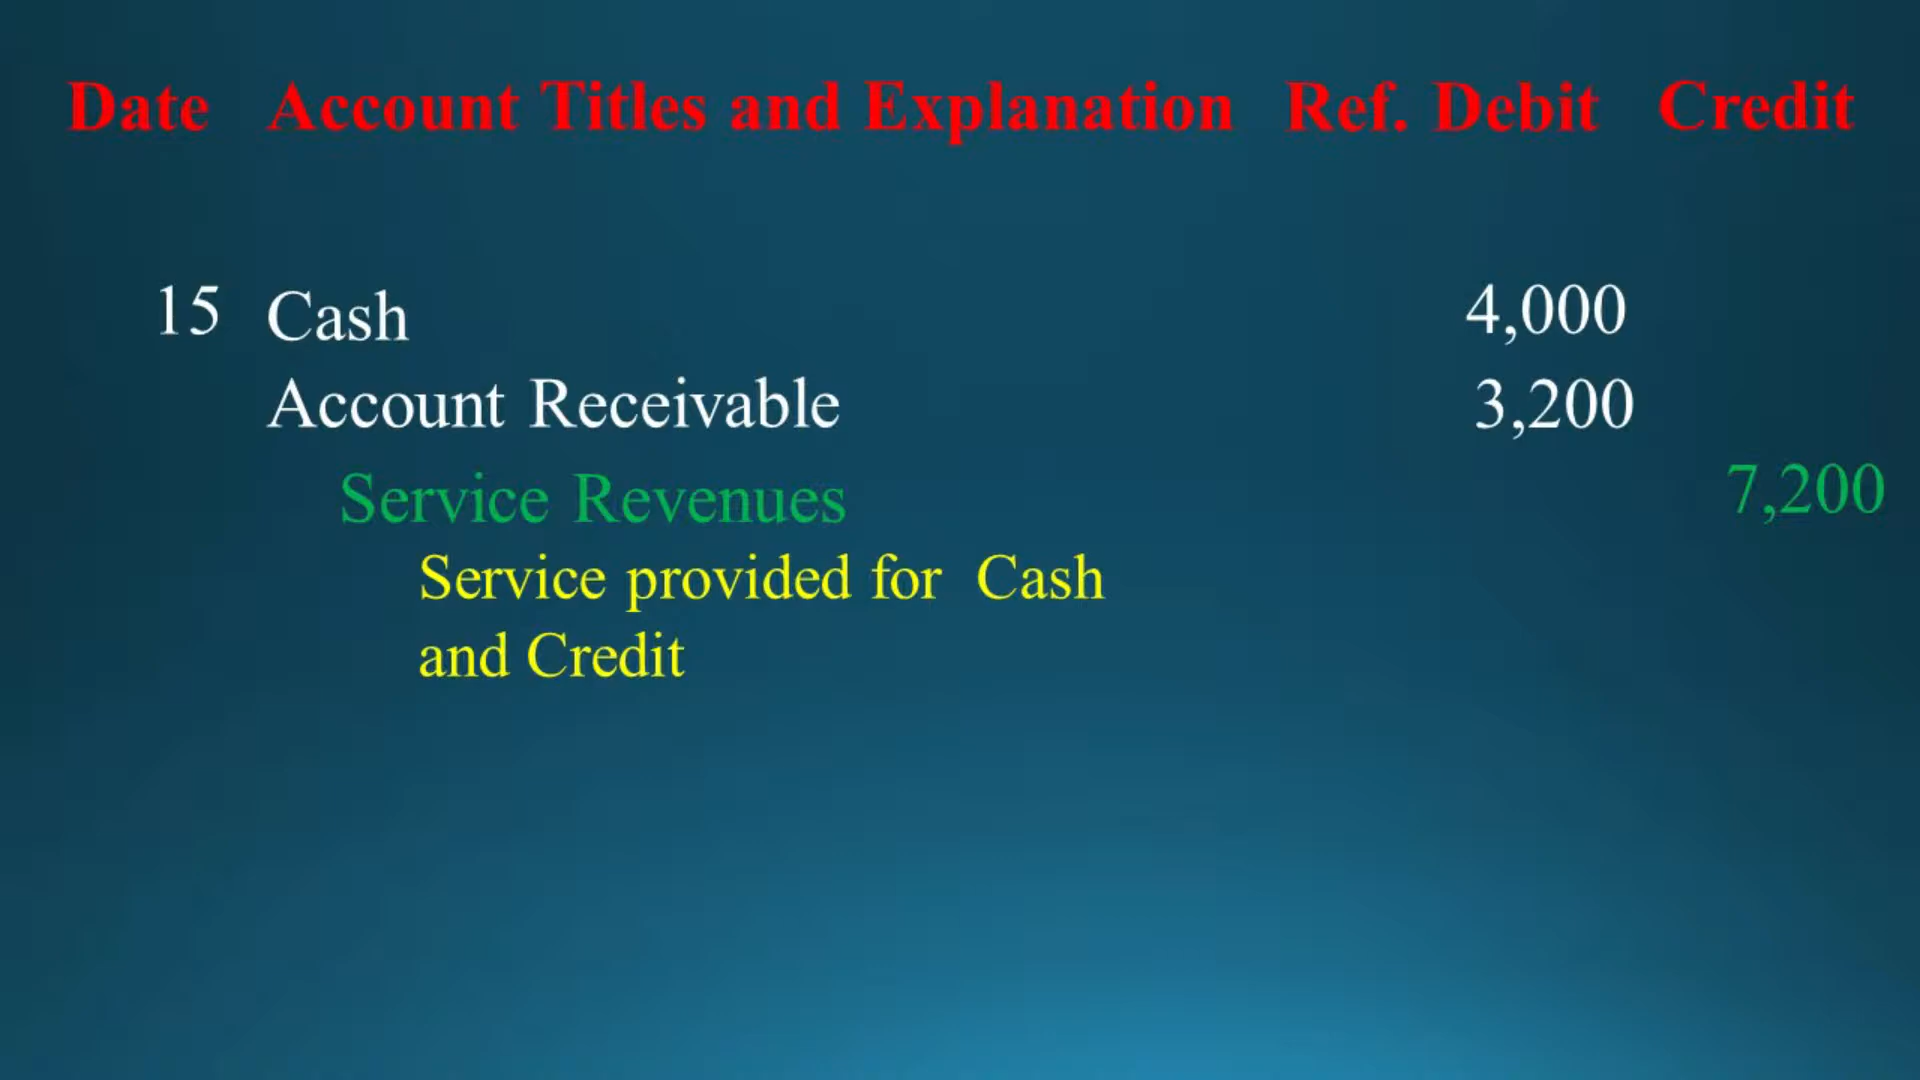 Date Account Titles and Explanation Ref. Debit Credit
15 Cash 4,000
Account Receivable 3,200
Service Revenues 7,200
Service provided for Cash
and Credit